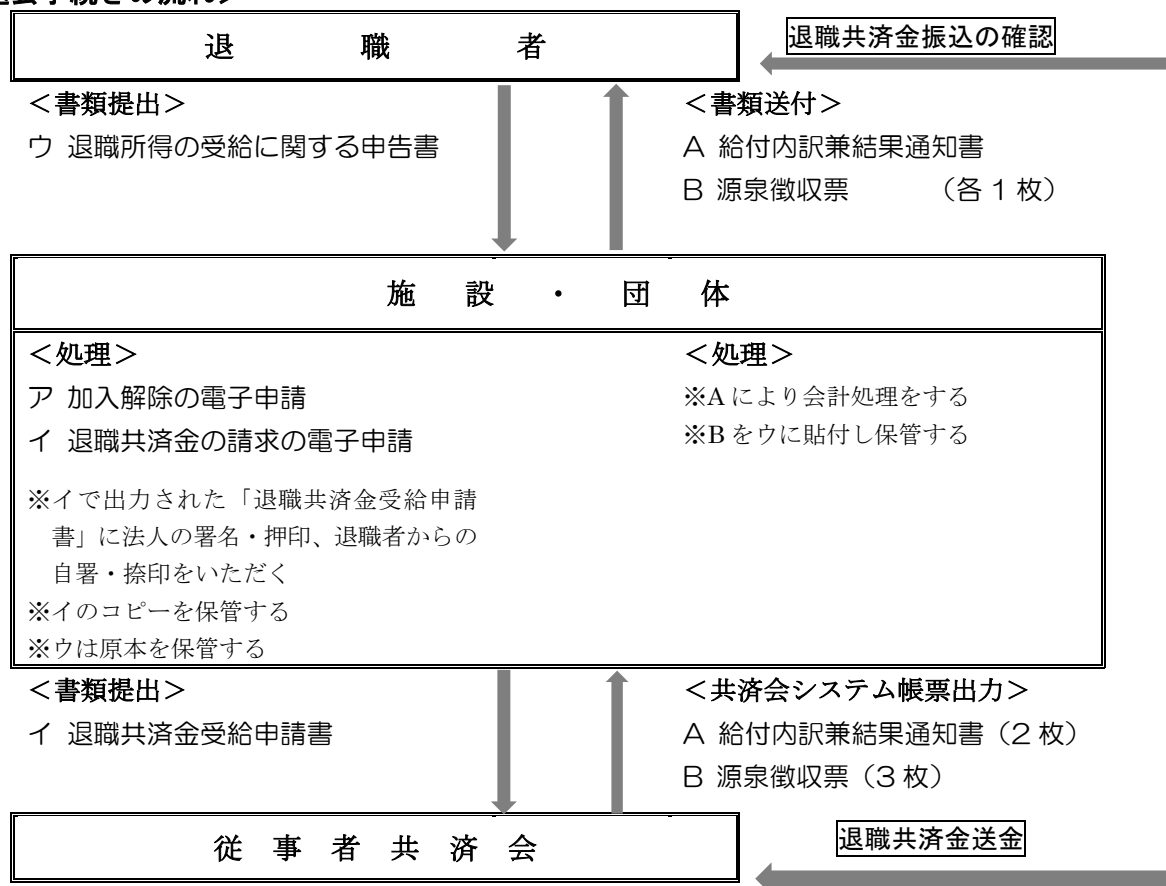 退職者
退職共済金振込の確認
＜書類提出＞
ウ 退職所得の受給に関する申告書
＜書類送付＞
A 給付内訳兼結果通知書
B 源泉徴収票　　　（各 1 枚）
施設・団体
＜処理＞
ア 加入解除の電子申請
イ 退職共済金の請求の電子申請
※イで出力された「退職共済金受給申請
書」に法人の署名・押印、退職者からの
自署・捺印をいただく
※イのコピーを保管する
※ウは原本を保管する
＜処理＞
※A により会計処理をする
※B をウに貼付し保管する
＜書類提出＞
イ 退職共済金受給申請書
＜共済会システム帳票出力＞
A 給付内訳兼結果通知書（2 枚）
B 源泉徴収票（3 枚）
従事者共済会
退職共済金送金